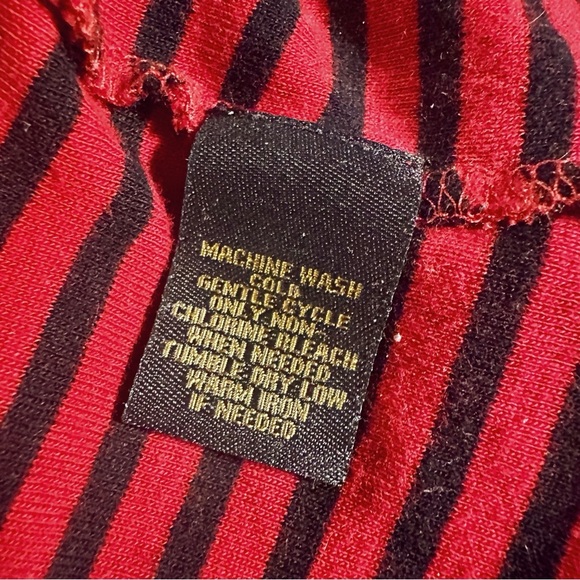 MACHINE WASH
COLD
GENTLE CYCLE
ONLY NON-
CHLORINE BLEACH
WHEN NEEDED
TUMBLE DRY LOW
WARM IRON
IF NEEDED